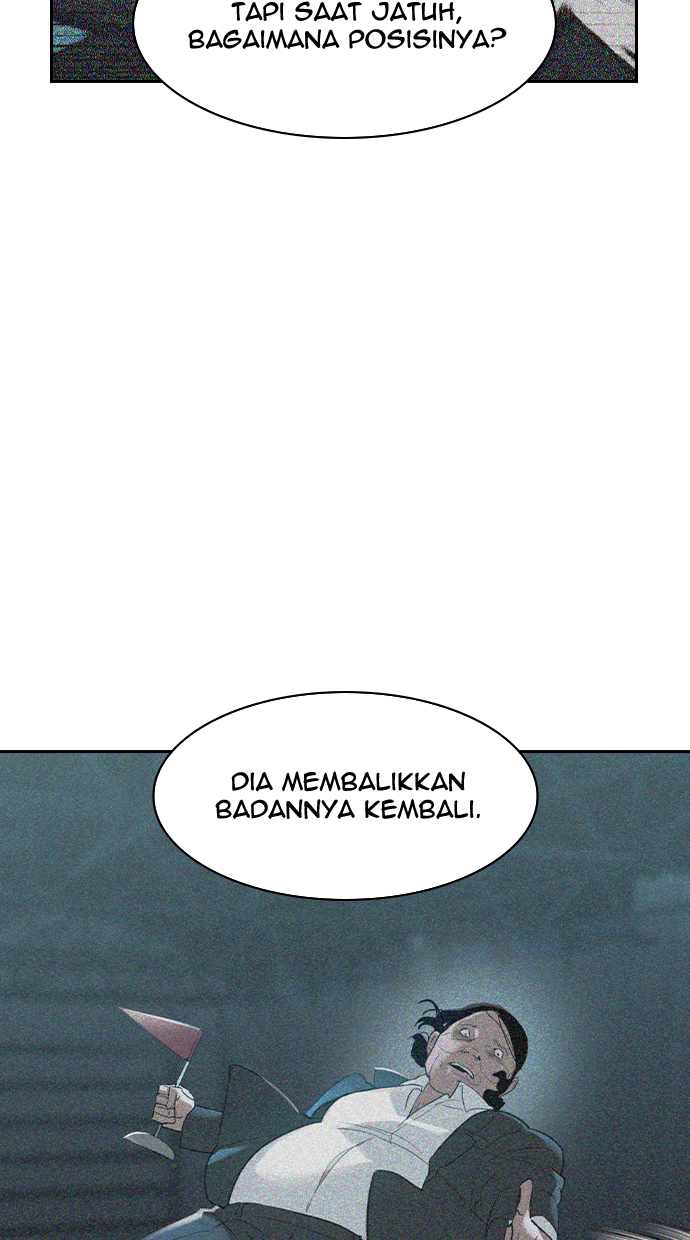 TAPI SAAT JATUH,
BAGAIMANA POSISINYA?
DIA MEMBALIKKAN
BADANNYA KEMBALI.